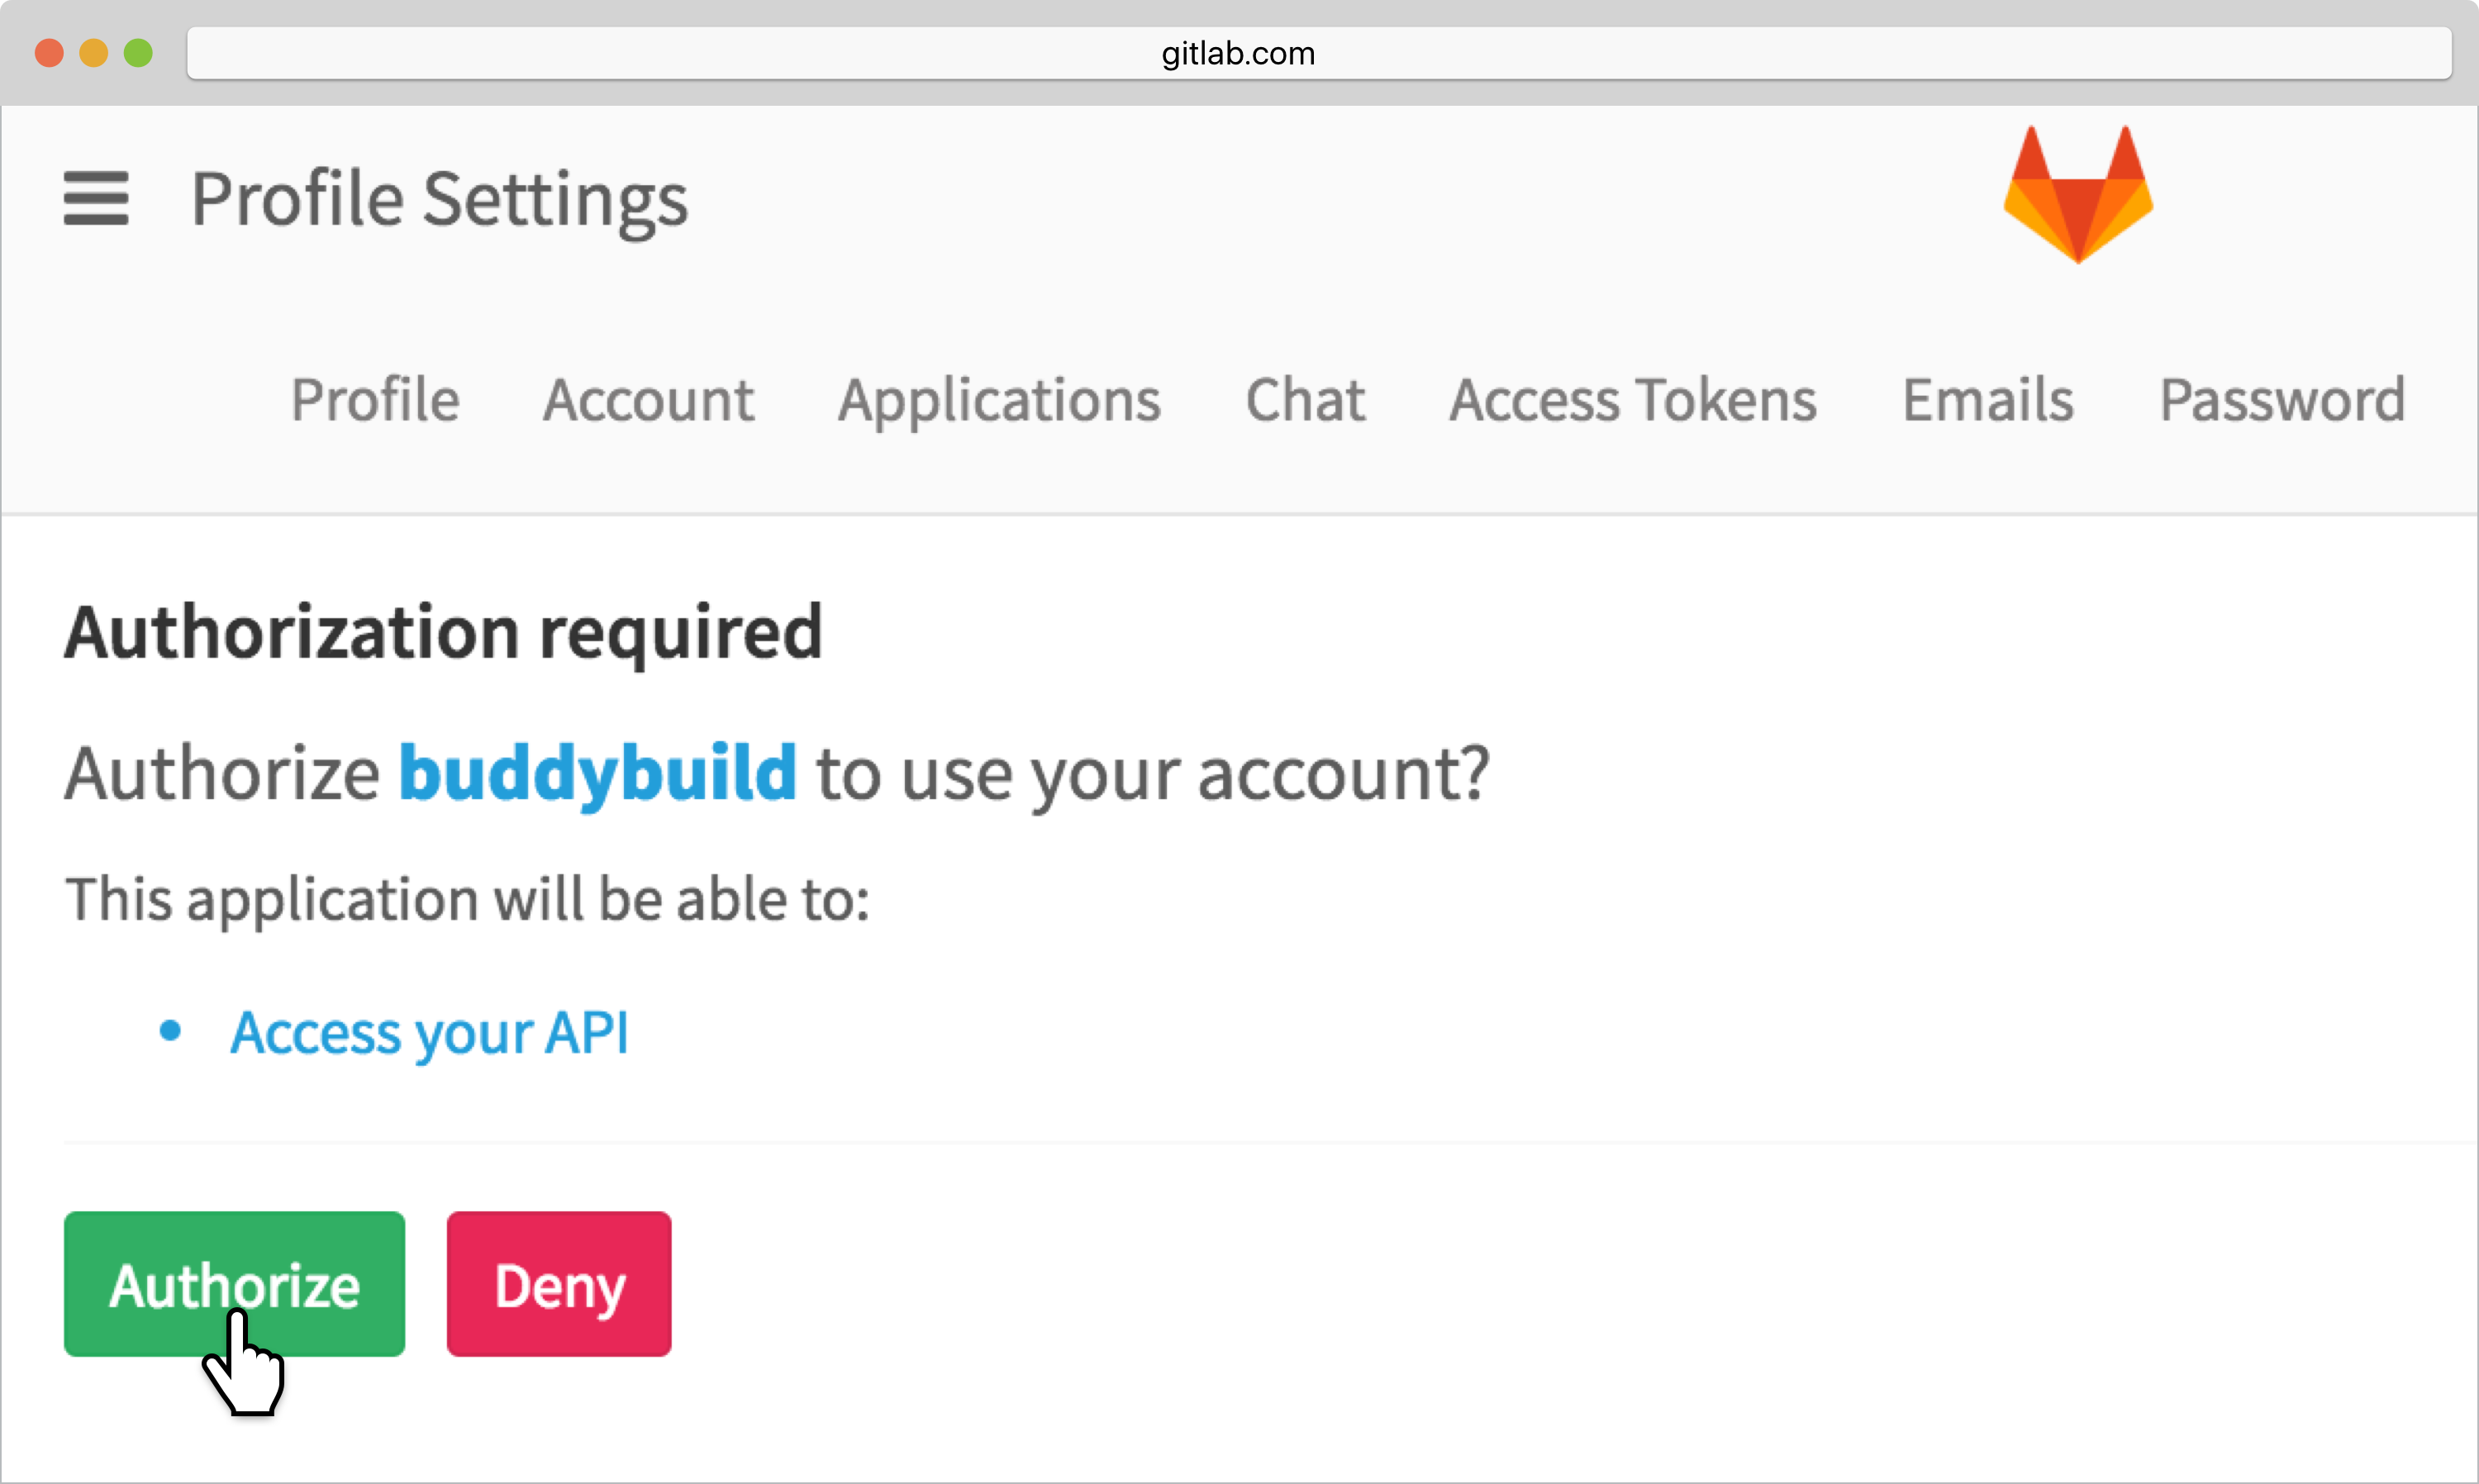 gitlab.com
Profile Settings
Profile Account Applications Chat Access Tokens Emails Password
Authorization required
Authorize buddybuild to use your account?
This application will be able to:
• Access your API
Authorize Deny